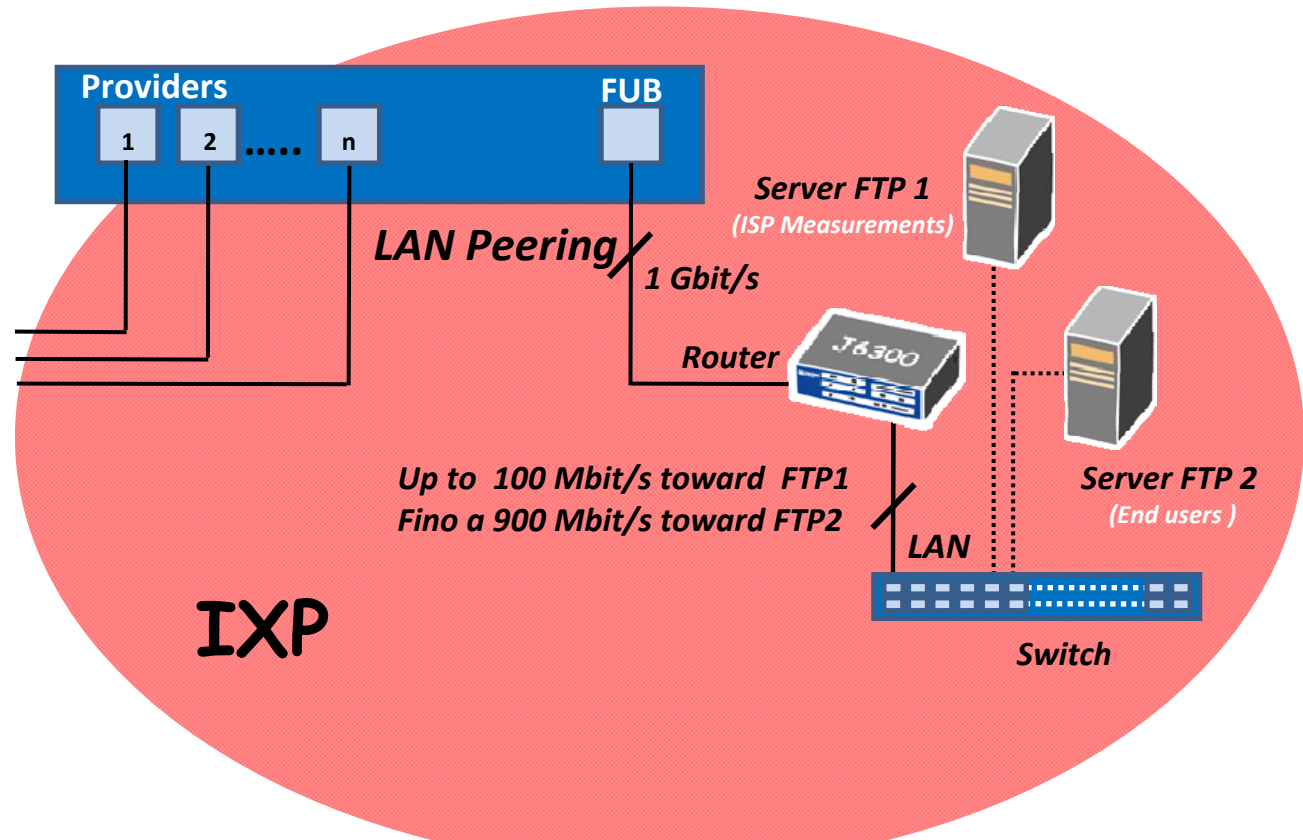 Providers
FUB
1
2
.....
n
Server FTP 1
(ISP Measurements)
LAN Peering
1 Gbit/s
J6300
Router
Up to 100 Mbit/s toward FTP1
Fino a 900 Mbit/s toward FTP2
Server FTP 2
(End users )
LAN
IXP
Switch